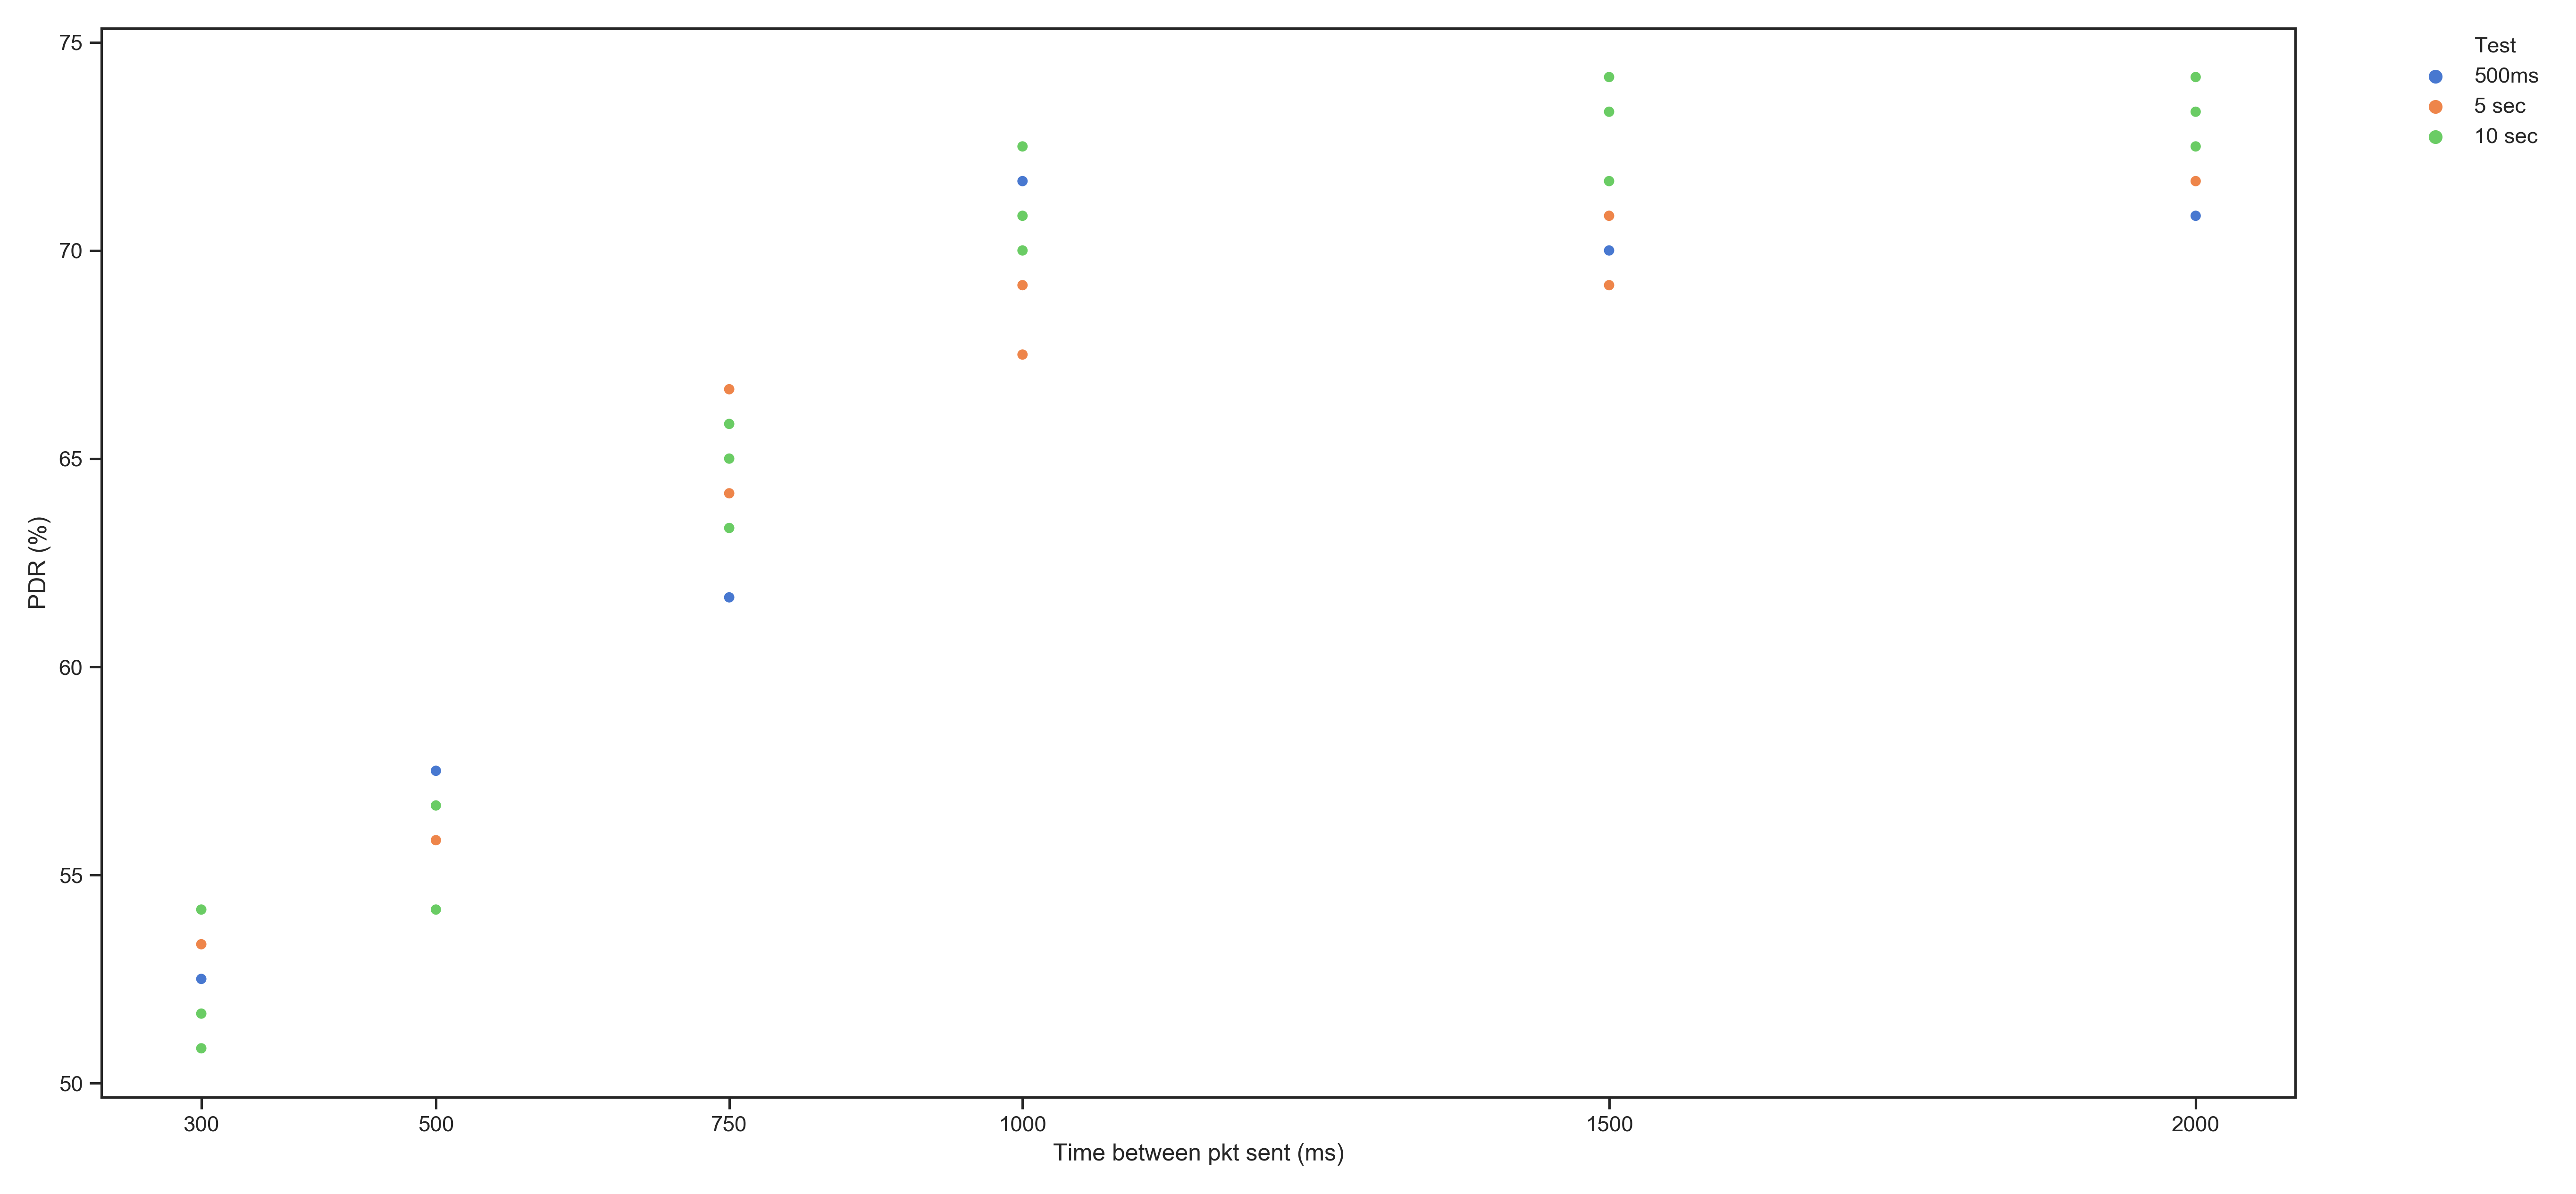 75
70
65
60
55
50
PDR (%)
300 500 750 1000 1500 2000
Time between pkt sent (ms)
Test
500ms
5 sec
10 sec